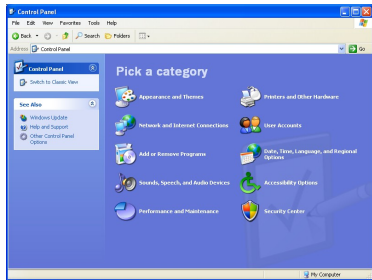 Control Panel
File Edit View Favorites Tools Help
Back Search Folders
Address Control Panel Go
Control Panel
Switch to Classic View
See Also
Windows Update
Help and Support
Other Control Panel
Options
Pick a category
Appearance and Themes
Printers and Other Hardware
Network and Internet Connections
User Accounts
Add or Remove Programs
Date, Time, Language, and Regional
Options
Sounds, Speech, and Audio Devices
Accessibility Options
Performance and Maintenance
Security Center
My Computer